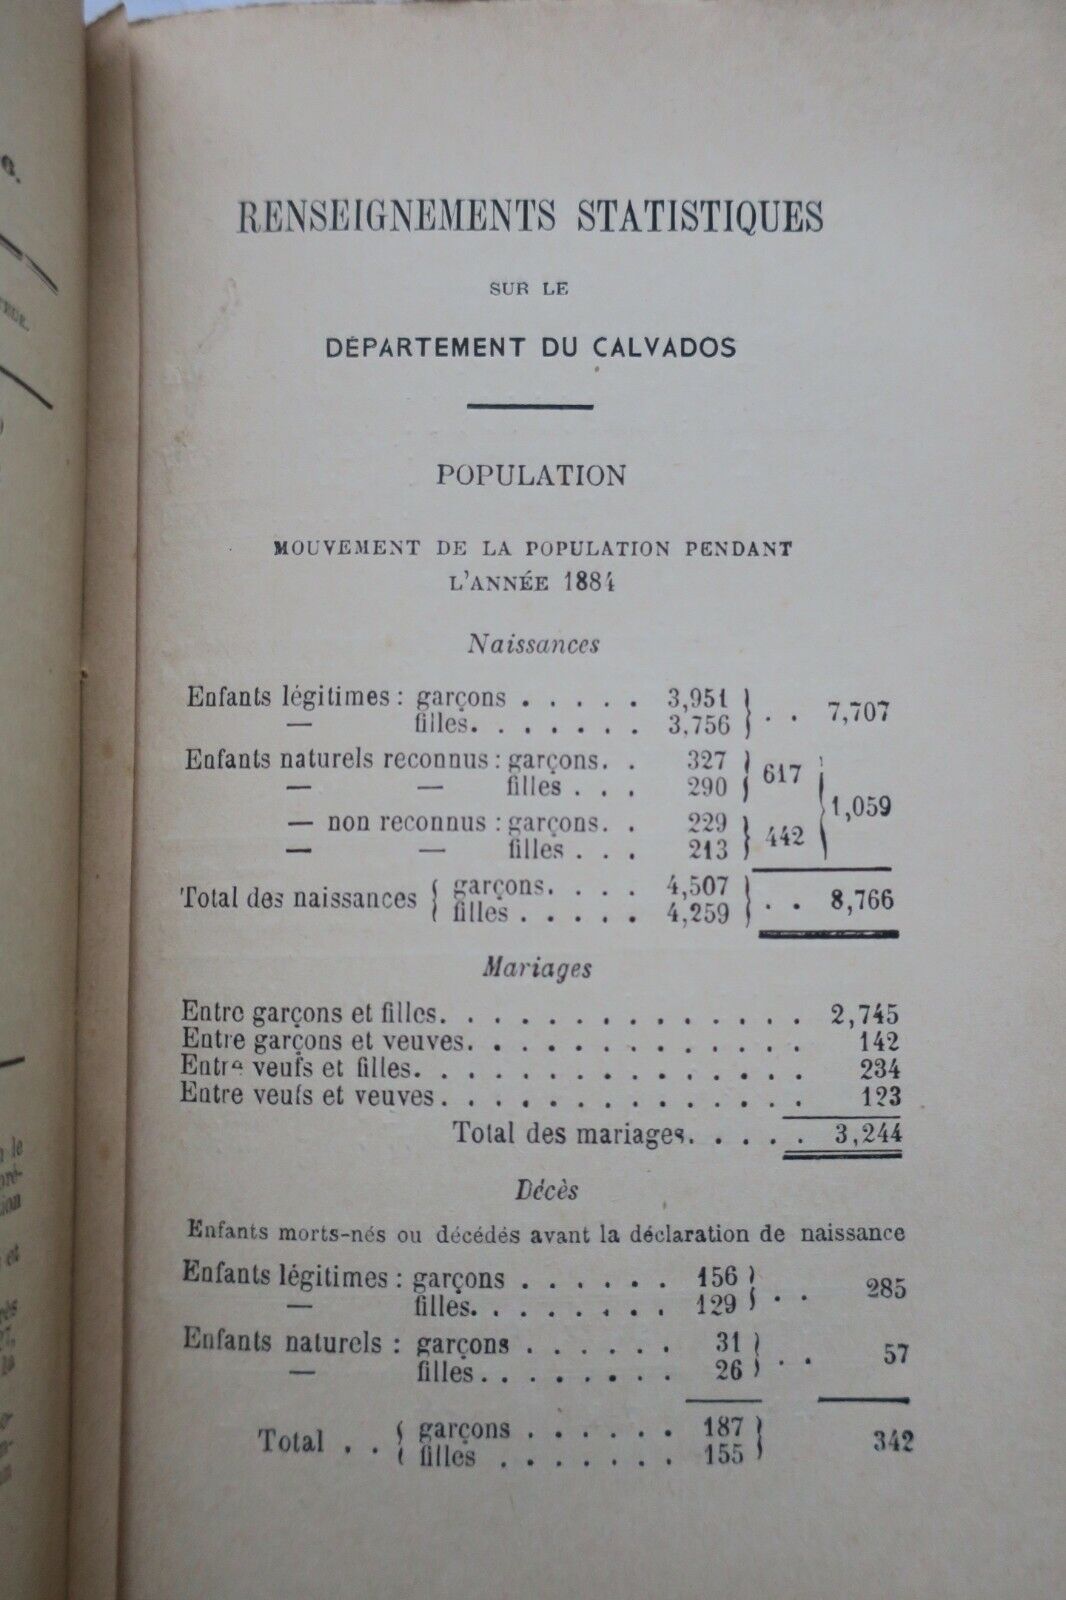 RENSEIGNEMENTS STATISTIQUES
SUR LE
DÉPARTEMENT DU CALVADOS
POPULATION
MOUVEMENT DE LA POPULATION PENDANT
L'ANNÉE 1884
Naissances
Enfants légitimes : garçons . . . . . 3,951 } . . 7,707
— filles. . . . . . . 3,756
Enfants naturels reconnus : garçons. . 327 } 617
— — filles . . . 290
} 1,059
— non reconnus : garçons. . 229 } 442
— — filles . . . 213
Total des naissances { garçons. . . . 4,507 } . . 8,766
filles . . . . . 4,259
Mariages
Entre garçons et filles. . . . . . . . . . . . . . 2,745
Entre garçons et veuves. . . . . . . . . . . . . 142
Entre veufs et filles. . . . . . . . . . . . . . . 234
Entre veufs et veuves . . . . . . . . . . . . . . 123
Total des mariages. . . . . 3,244
Décès
Enfants morts-nés ou décédés avant la déclaration de naissance
Enfants légitimes : garçons . . . . . . 156 } . . 285
— filles. . . . . . . . 129
Enfants naturels : garçons . . . . . . 31 } . . 57
— filles. . . . . . . . 26
Total . . { garçons . . . . . . 187 } 342
filles . . . . . . . 155
le
pré-
et